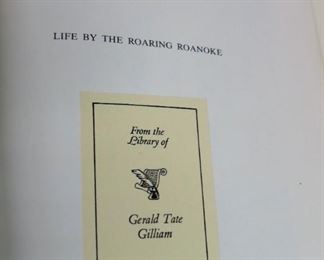 LIFE BY THE ROARING ROANOKE
From the
Library of
Gerald Tate
Gilliam